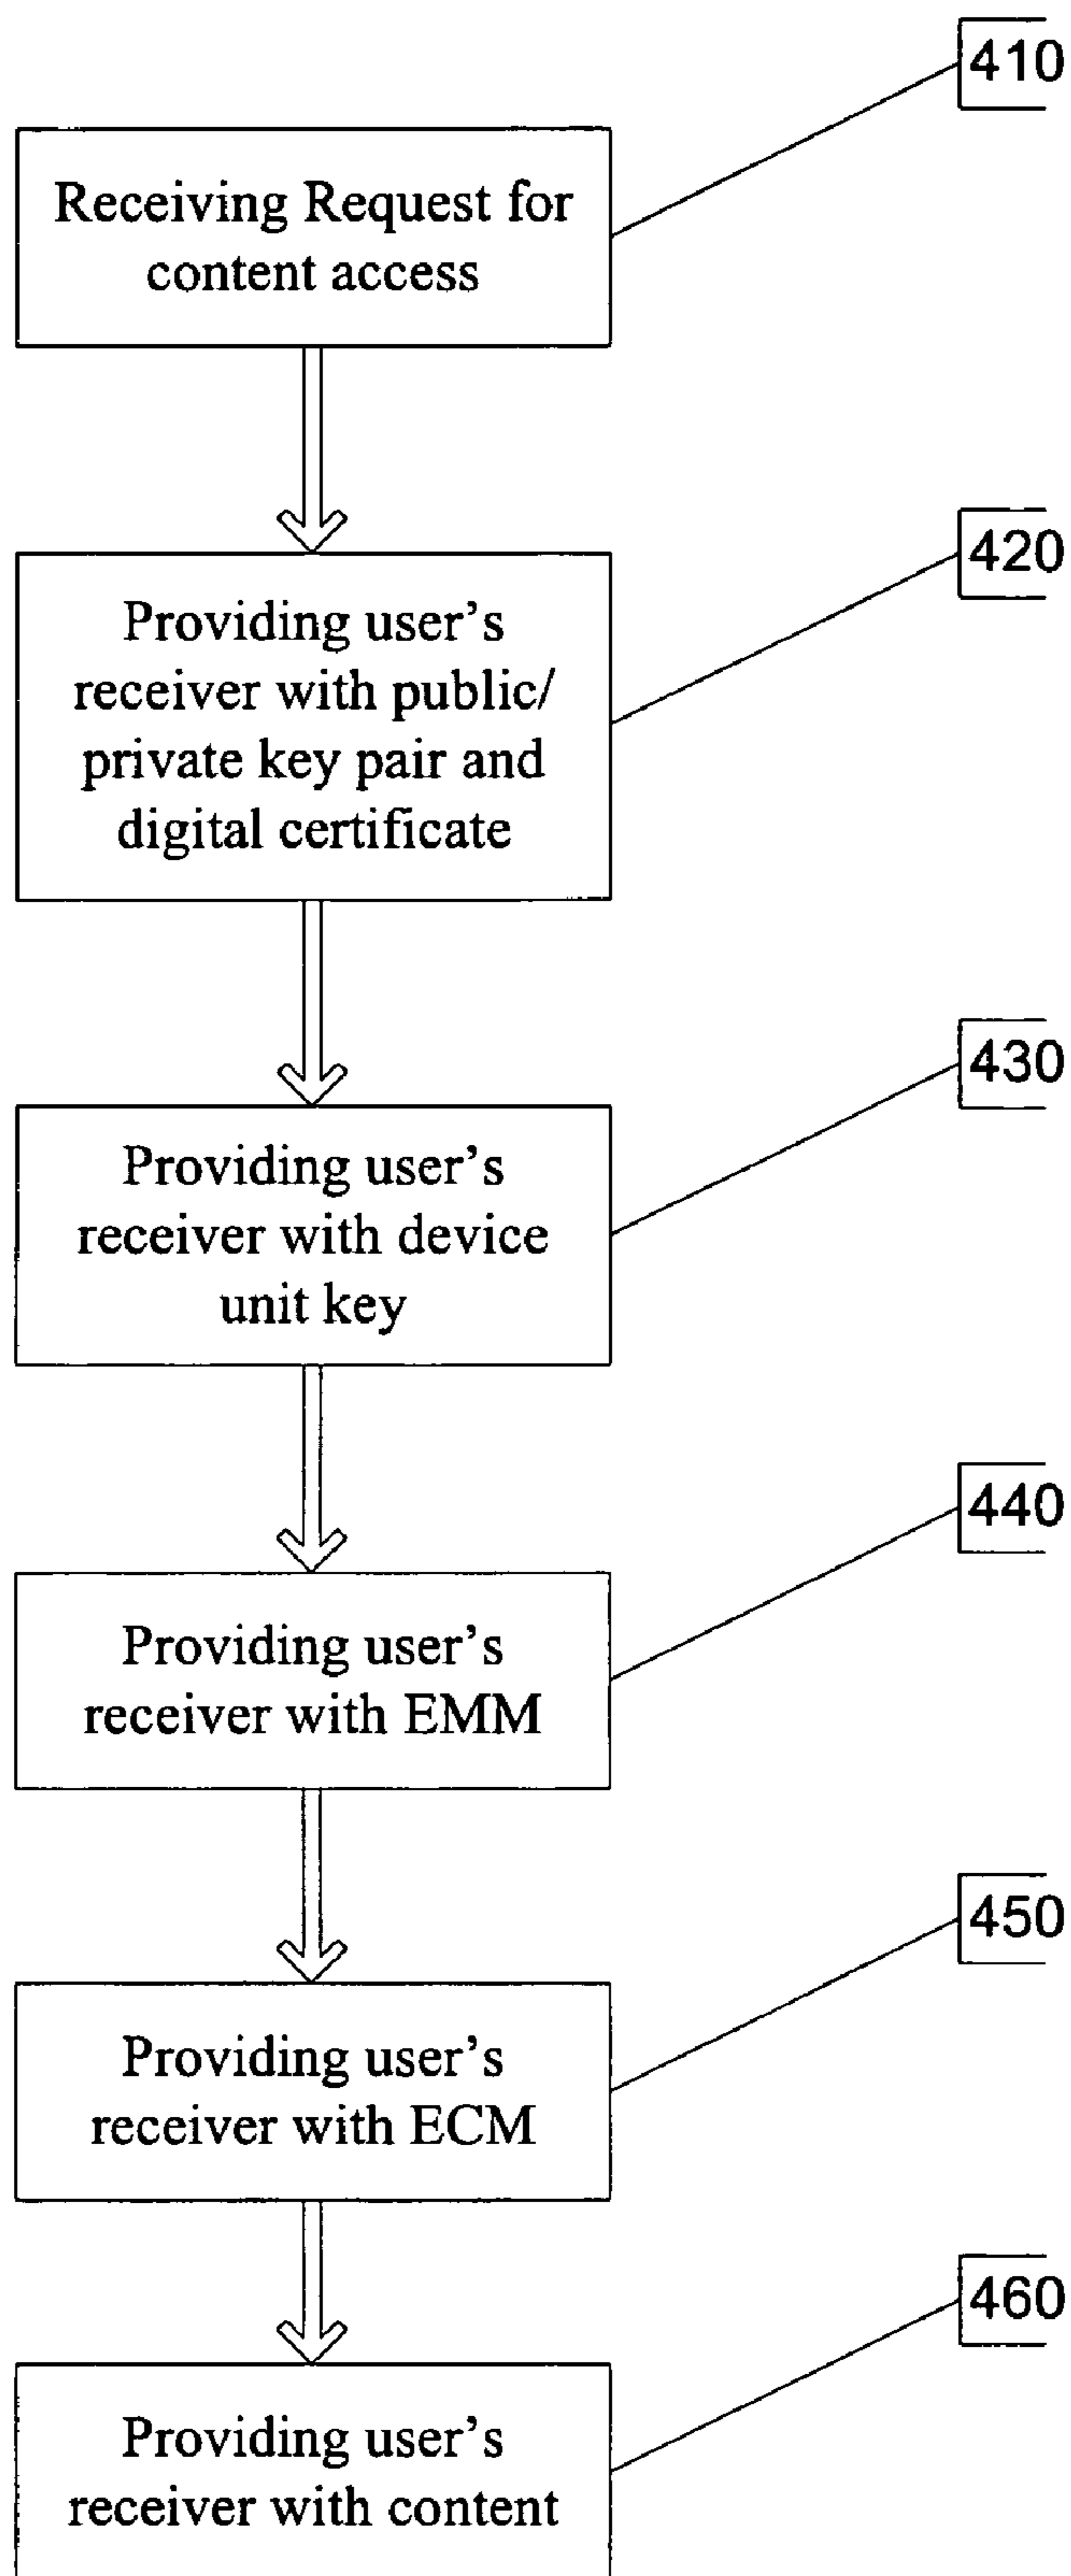 410
Receiving Request for
content access
420
Providing user's
receiver with public/
private key pair and
digital certificate
430
Providing user's
receiver with device
unit key
440
Providing user's
receiver with EMM
450
Providing user's
receiver with ECM
460
Providing user's
receiver with content